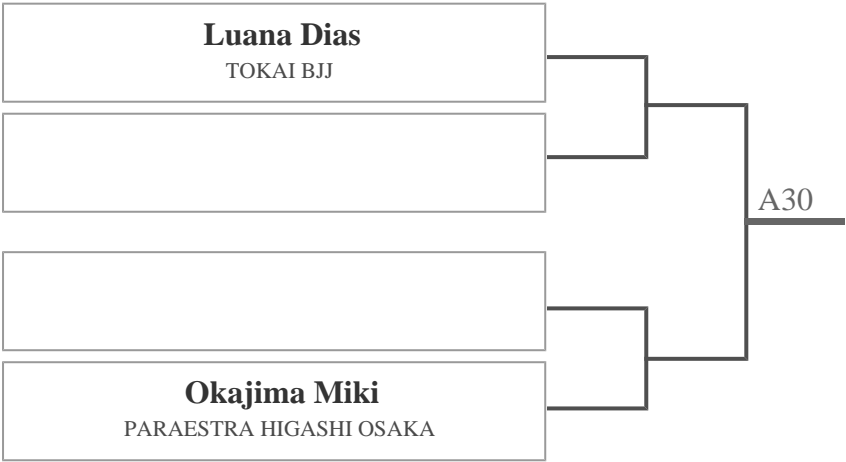 Luana Dias
TOKAI BJJ
A30
Okajima Miki
PARAESTRA HIGASHI OSAKA